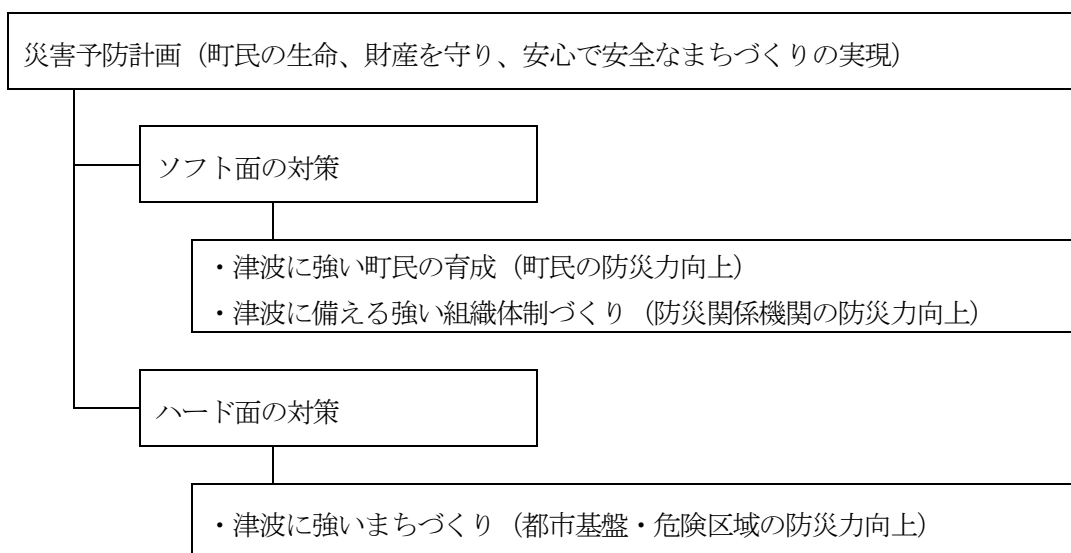 災害予防計画（町民の生命、財産を守り、安心で安全なまちづくりの実現）
ソフト面の対策
・津波に強い町民の育成（町民の防災力向上）
・津波に備える強い組織体制づくり（防災関係機関の防災力向上）
ハード面の対策
・津波に強いまちづくり（都市基盤・危険区域の防災力向上）